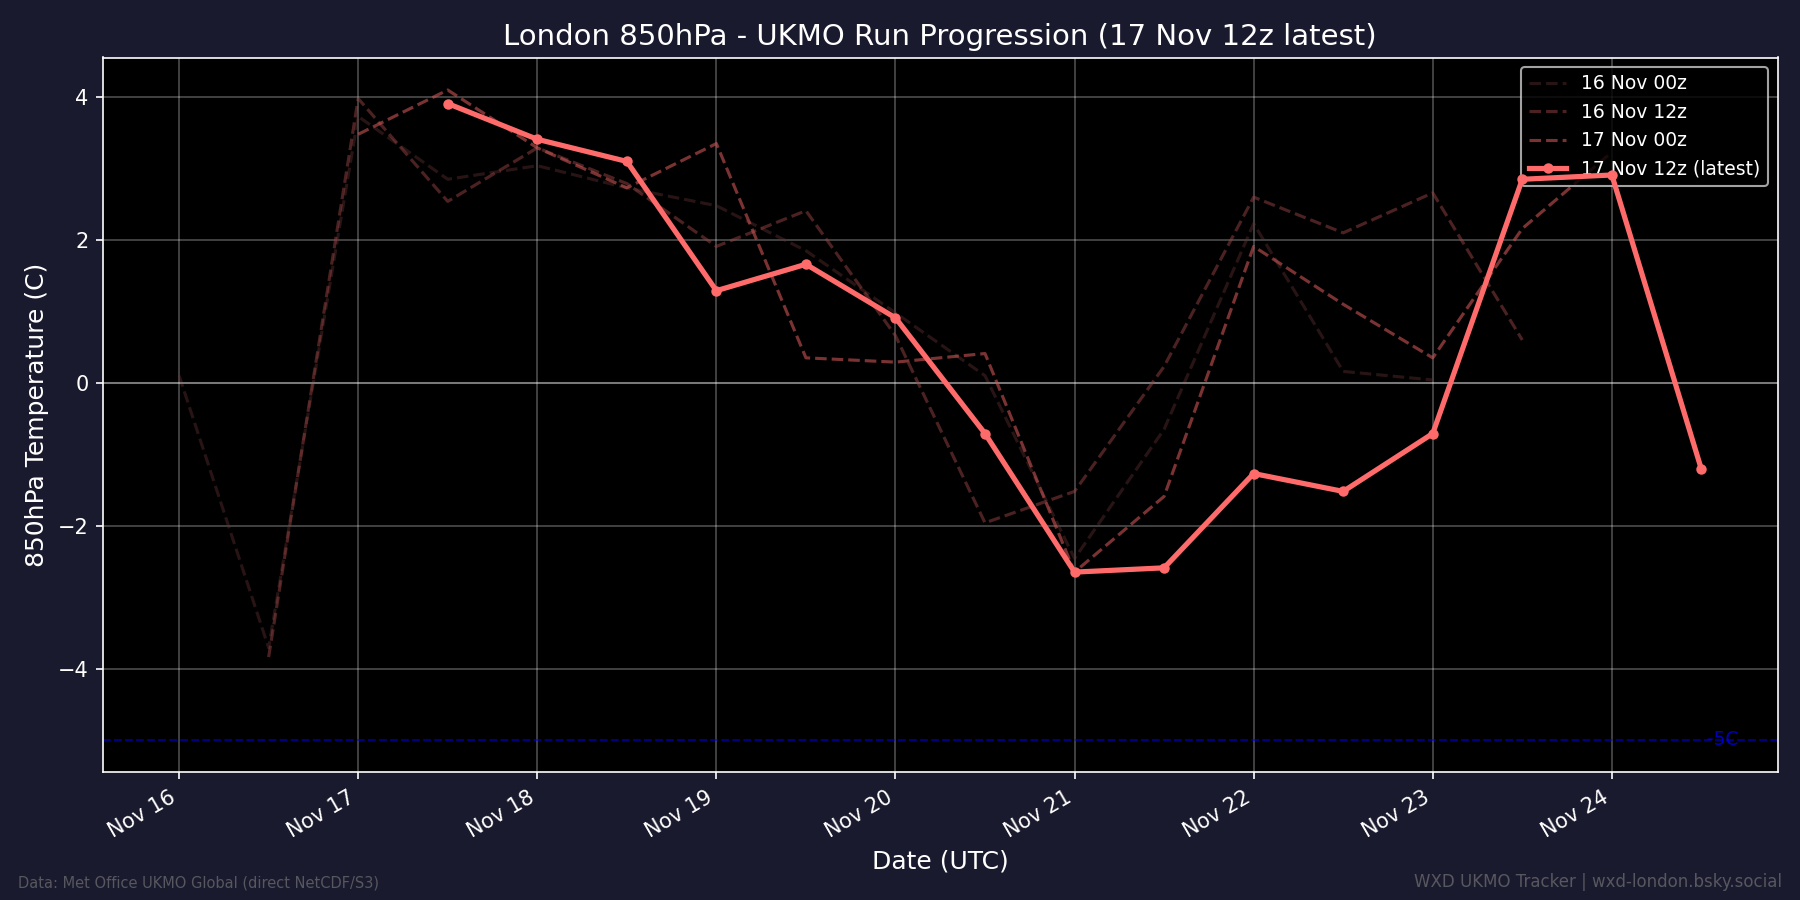 London 850hPa - UKMO Run Progression (17 Nov 12z latest)
16 Nov 00z
16 Nov 12z
17 Nov 00z
17 Nov 12z (latest)
850hPa Temperature (C)
4
2
0
−2
−4
-5C
Nov 16
Nov 17
Nov 18
Nov 19
Nov 20
Nov 21
Nov 22
Nov 23
Nov 24
Date (UTC)
Data: Met Office UKMO Global (direct NetCDF/S3)
WXD UKMO Tracker | wxd-london.bsky.social